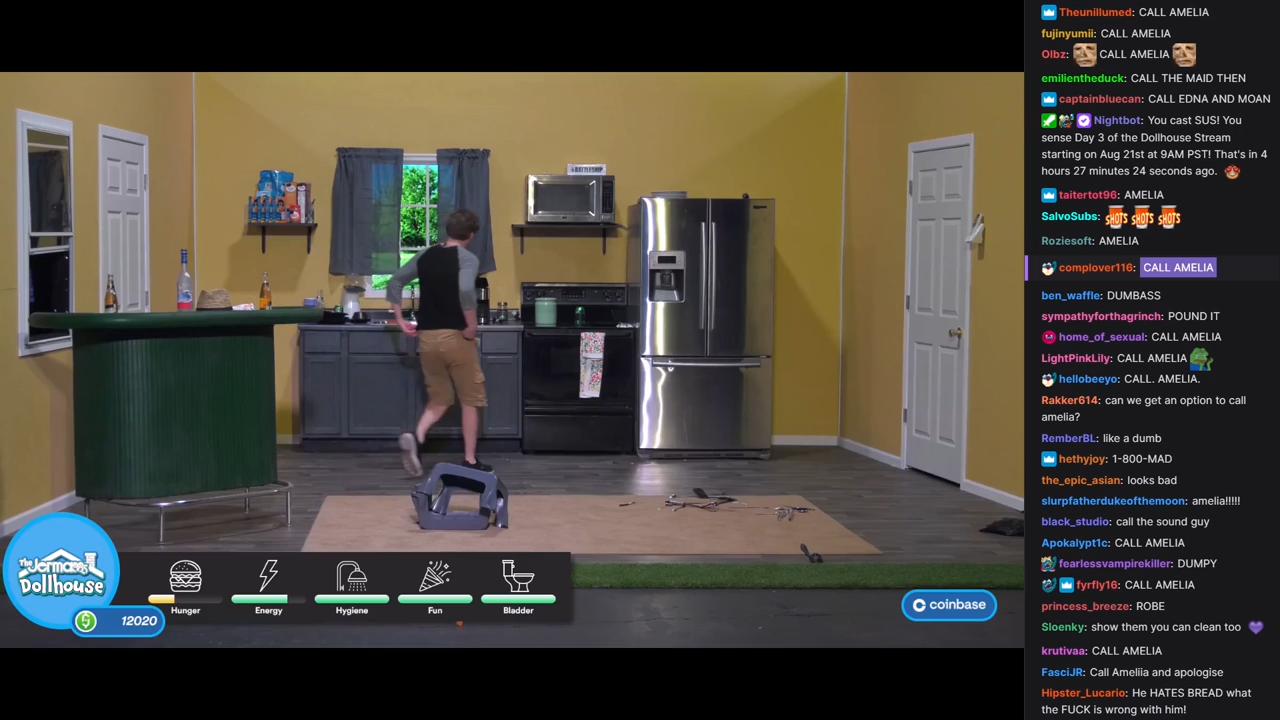 BATTLESHIP
The Jerma985
Dollhouse
Hunger
Energy
Hygiene
Fun
Bladder
12020
coinbase
Theunillumed: CALL AMELIA
fujinyumii: CALL AMELIA
Olbz: CALL AMELIA
emilientheduck: CALL THE MAID THEN
captainbluecan: CALL EDNA AND MOAN
Nightbot: You cast SUS! You
sense Day 3 of the Dollhouse Stream
starting on Aug 21st at 9AM PST! That's in 4
hours 27 minutes 24 seconds ago.
taitertot96: AMELIA
SalvoSubs: SHOTS SHOTS SHOTS
Roziesoft: AMELIA
complover116: CALL AMELIA
ben_waffle: DUMBASS
sympathyforthagrinch: POUND IT
home_of_sexual: CALL AMELIA
LightPinkLily: CALL AMELIA
hellobeeyo: CALL. AMELIA.
Rakker614: can we get an option to call
amelia?
RemberBL: like a dumb
hethyjoy: 1-800-MAD
the_epic_asian: looks bad
slurpfatherdukeofthemoon: amelia!!!!!
black_studio: call the sound guy
Apokalypt1c: CALL AMELIA
fearlessvampirekiller: DUMPY
fyrfly16: CALL AMELIA
princess_breeze: ROBE
Sloenky: show them you can clean too
krutivaa: CALL AMELIA
FasciJR: Call Ameliia and apologise
Hipster_Lucario: He HATES BREAD what
the FUCK is wrong with him!